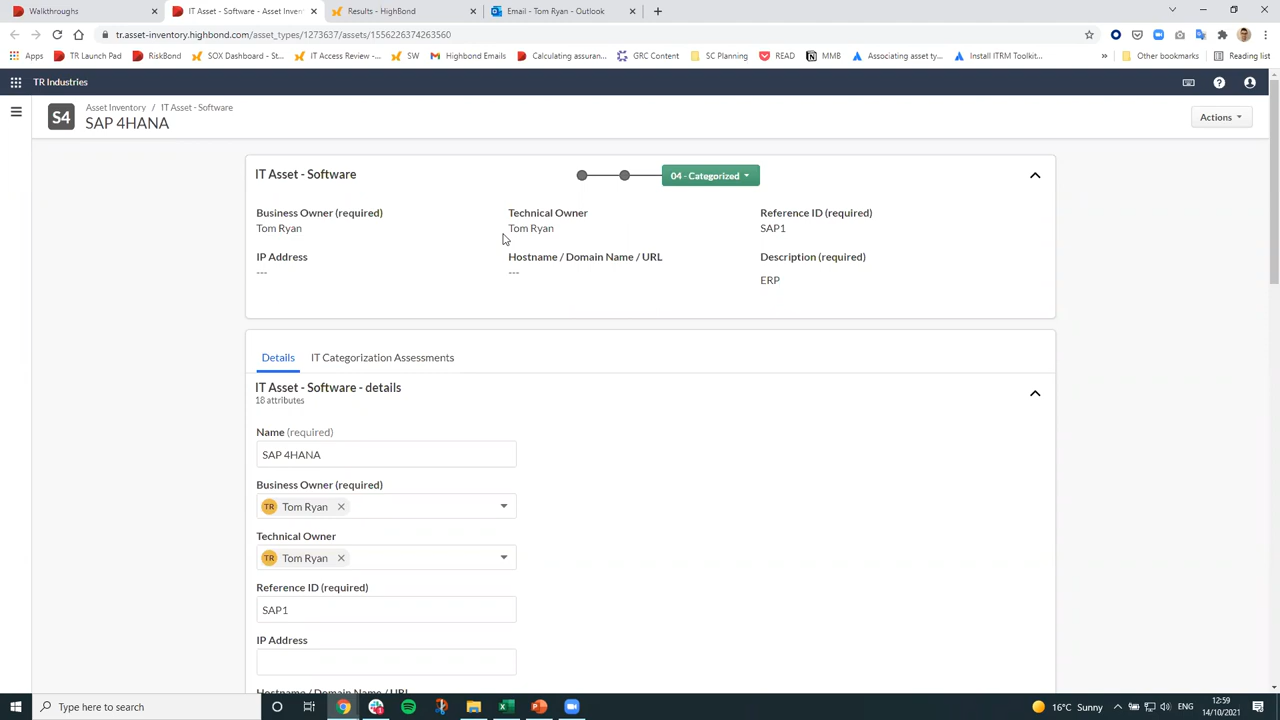 Walkthroughs
IT Asset - Software - Asset Inven
Results - HighBond
Email - Tom Ryan - Outlook
tr.asset-inventory.highbond.com/asset_types/1273637/assets/1556226374263560
Apps
TR Launch Pad
RiskBond
SOX Dashboard - St...
IT Access Review -...
SW
Highbond Emails
Calculating assuran...
GRC Content
SC Planning
READ
MMB
Associating asset ty...
Install ITRM Toolkit...
»
Other bookmarks
Reading list
TR Industries
S4
Asset Inventory / IT Asset - Software
SAP 4HANA
Actions
IT Asset - Software
04 - Categorized
Business Owner (required)
Tom Ryan
Technical Owner
Tom Ryan
Reference ID (required)
SAP1
IP Address
---
Hostname / Domain Name / URL
---
Description (required)
ERP
Details
IT Categorization Assessments
IT Asset - Software - details
18 attributes
Name (required)
SAP 4HANA
Business Owner (required)
TR Tom Ryan
Technical Owner
TR Tom Ryan
Reference ID (required)
SAP1
IP Address
Hostname / Domain Name / URL
Type here to search
16°C Sunny
12:59
14/10/2021